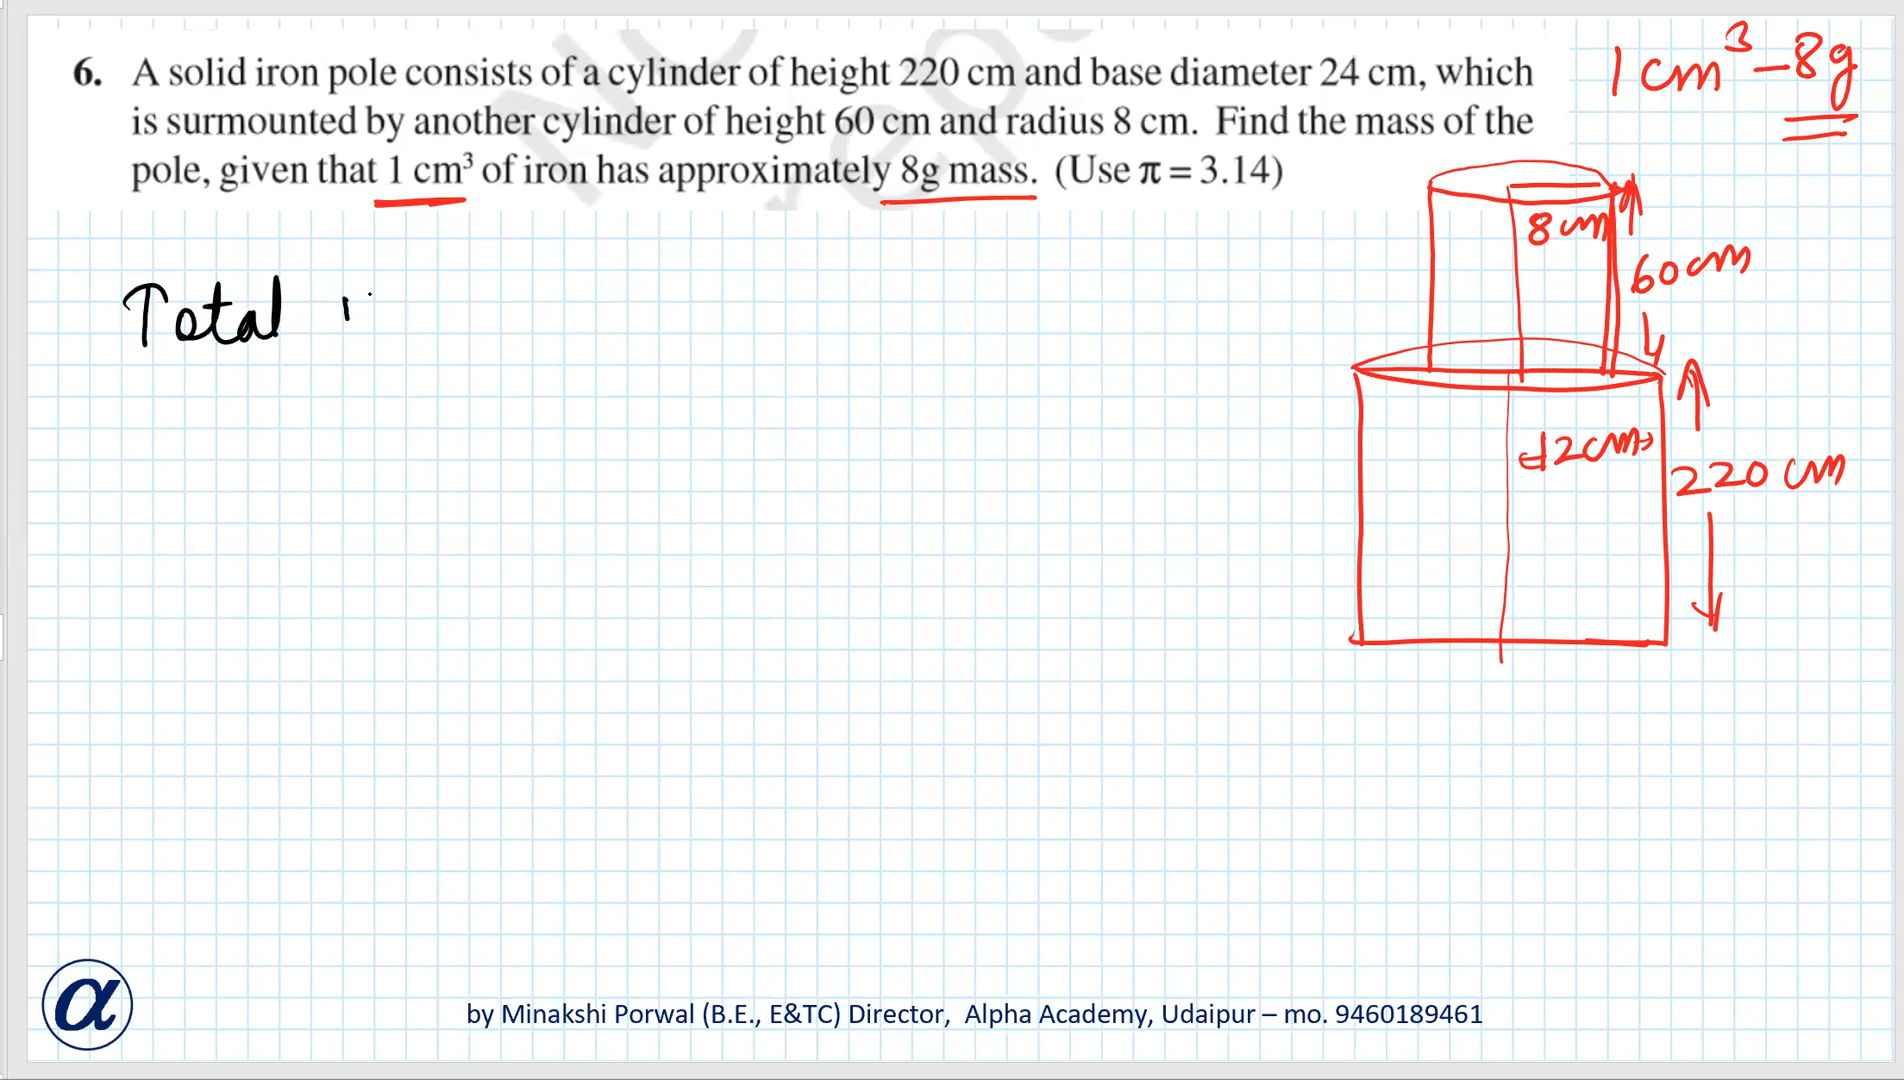 6. A solid iron pole consists of a cylinder of height 220 cm and base diameter 24 cm, which
is surmounted by another cylinder of height 60 cm and radius 8 cm. Find the mass of the
pole, given that 1 cm³ of iron has approximately 8g mass. (Use π = 3.14)
1 cm³ – 8g
8 cm
60 cm
12 cm
220 cm
Total
α
by Minakshi Porwal (B.E., E&TC) Director, Alpha Academy, Udaipur – mo. 9460189461